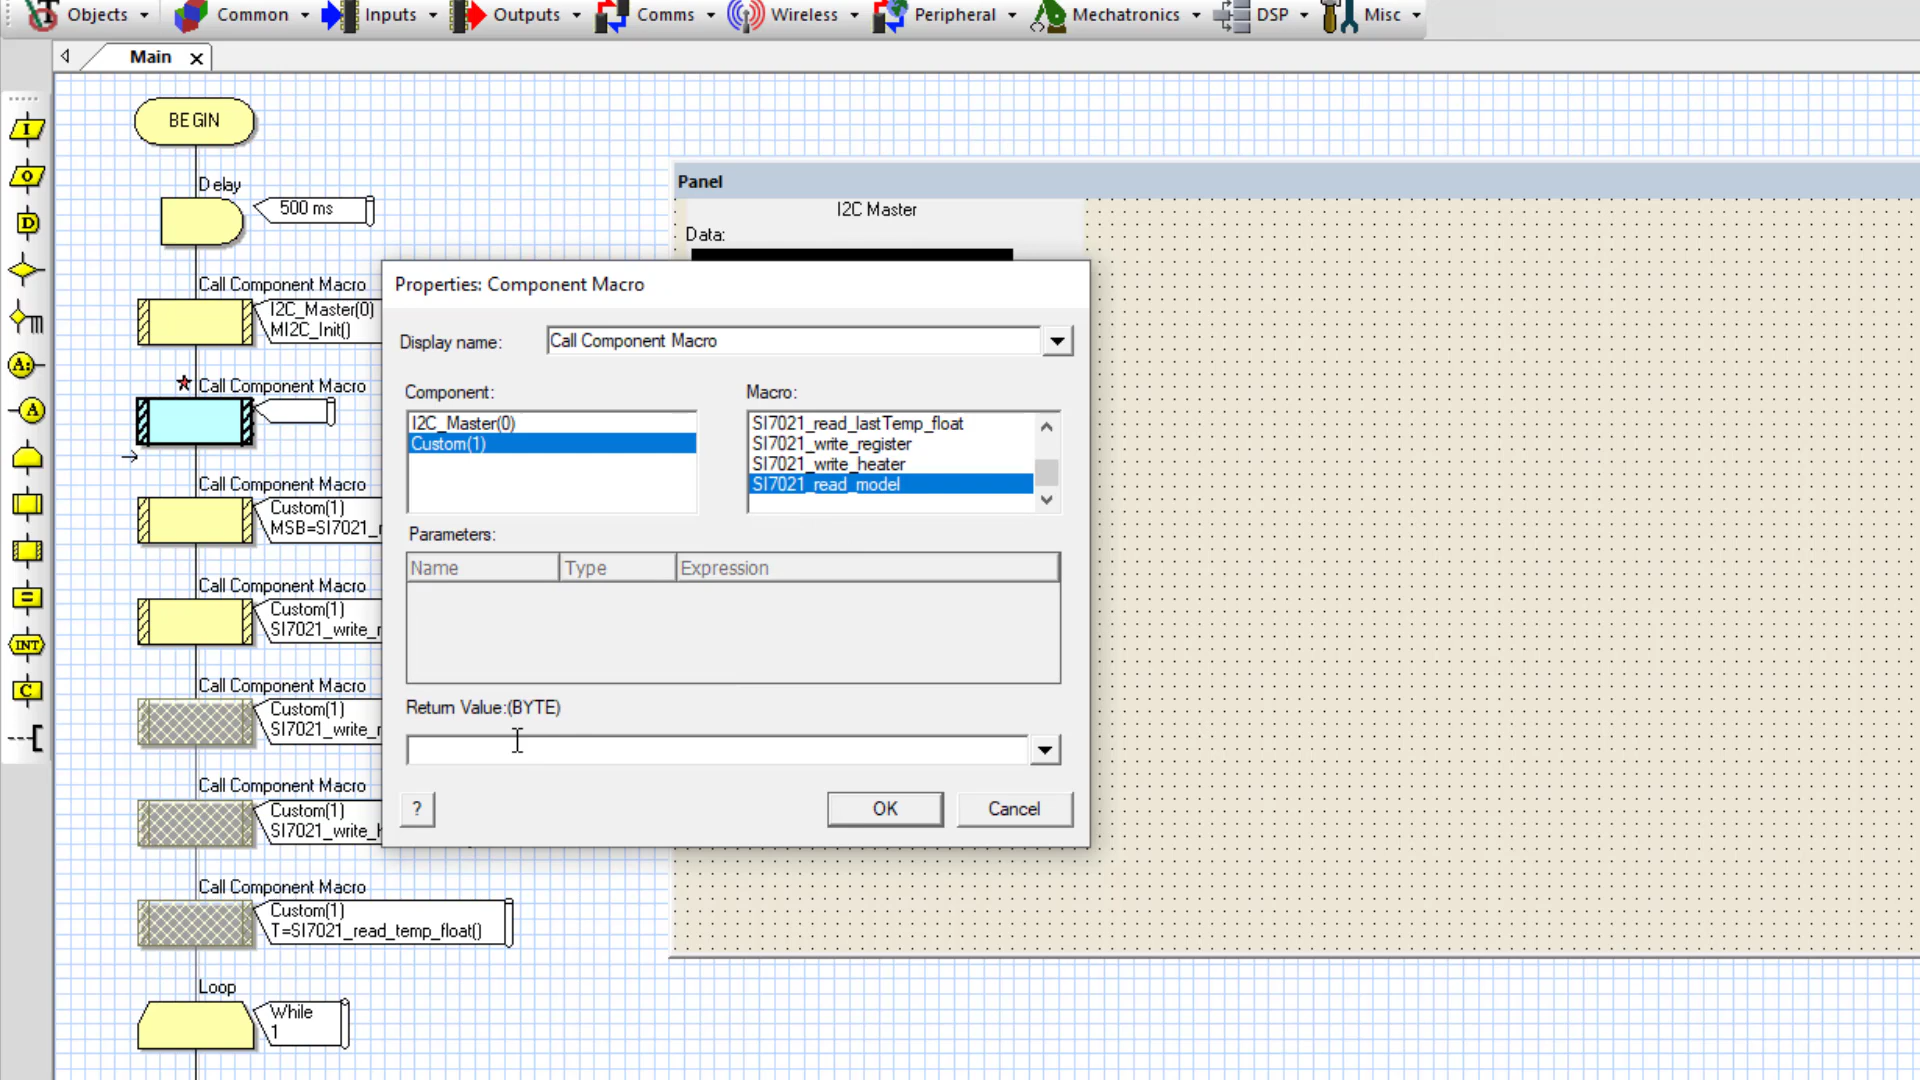 Objects
Common
Inputs
Outputs
Comms
Wireless
Peripheral
Mechatronics
DSP
Misc
Main
BEGIN
Delay
500 ms
Call Component Macro
I2C_Master(0)
MI2C_Init()
Call Component Macro
Call Component Macro
Custom(1)
MSB=SI7021_
Call Component Macro
Custom(1)
SI7021_write_r
Call Component Macro
Custom(1)
SI7021_write_r
Call Component Macro
Custom(1)
SI7021_write_h
Call Component Macro
Custom(1)
T=SI7021_read_temp_float()
Loop
While
1
Panel
I2C Master
Data:
Properties: Component Macro
Display name:
Call Component Macro
Component:
I2C_Master(0)
Custom(1)
Macro:
SI7021_read_lastTemp_float
SI7021_write_register
SI7021_write_heater
SI7021_read_model
Parameters:
Name
Type
Expression
Return Value:(BYTE)
?
OK
Cancel
I
O
D
A:
A
=
INT
C